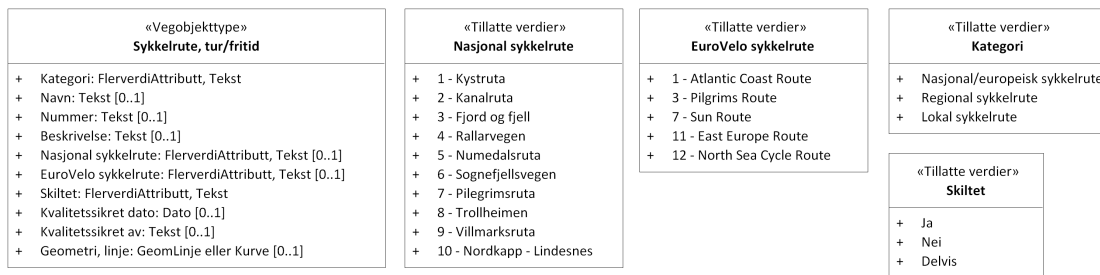 «Vegobjekttype»
Sykkelrute, tur/fritid
+ Kategori: FlerverdiAttributt, Tekst
+ Navn: Tekst [0..1]
+ Nummer: Tekst [0..1]
+ Beskrivelse: Tekst [0..1]
+ Nasjonal sykkelrute: FlerverdiAttributt, Tekst [0..1]
+ EuroVelo sykkelrute: FlerverdiAttributt, Tekst [0..1]
+ Skiltet: FlerverdiAttributt, Tekst
+ Kvalitetssikret dato: Dato [0..1]
+ Kvalitetssikret av: Tekst [0..1]
+ Geometri, linje: GeomLinje eller Kurve [0..1]
«Tillatte verdier»
Nasjonal sykkelrute
+ 1 - Kystruta
+ 2 - Kanalruta
+ 3 - Fjord og fjell
+ 4 - Rallarvegen
+ 5 - Numedalsruta
+ 6 - Sognefjellsvegen
+ 7 - Pilegrimsruta
+ 8 - Trollheimen
+ 9 - Villmarksruta
+ 10 - Nordkapp - Lindesnes
«Tillatte verdier»
EuroVelo sykkelrute
+ 1 - Atlantic Coast Route
+ 3 - Pilgrims Route
+ 7 - Sun Route
+ 11 - East Europe Route
+ 12 - North Sea Cycle Route
«Tillatte verdier»
Kategori
+ Nasjonal/europeisk sykkelrute
+ Regional sykkelrute
+ Lokal sykkelrute
«Tillatte verdier»
Skiltet
+ Ja
+ Nei
+ Delvis